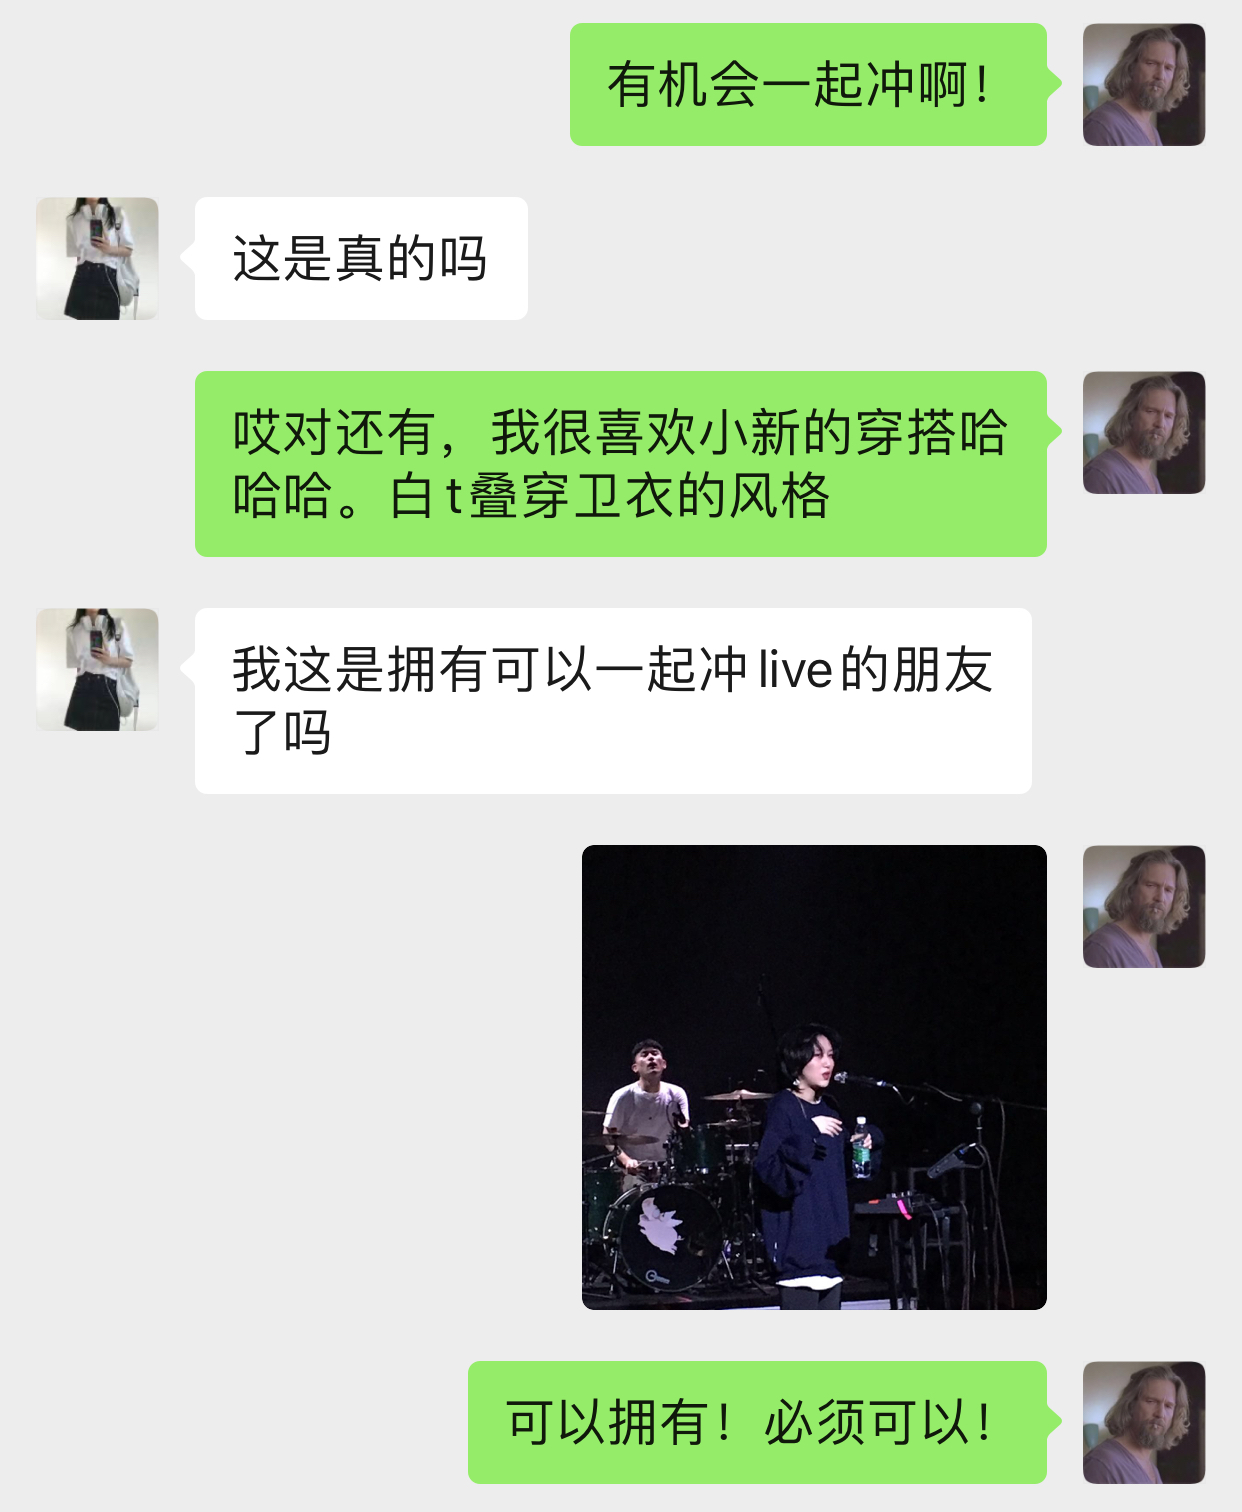 有机会一起冲啊！
这是真的吗
哎对还有，我很喜欢小新的穿搭哈
哈哈。白t叠穿卫衣的风格
我这是拥有可以一起冲live的朋友
了吗
可以拥有！必须可以！